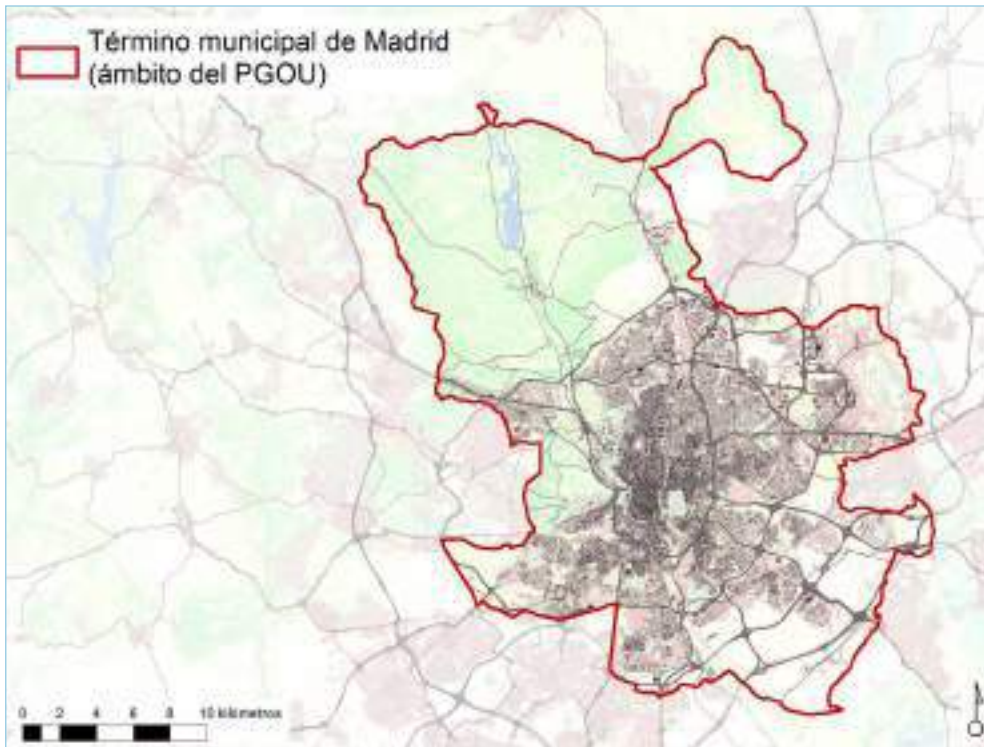 Término municipal de Madrid
(ámbito del PGOU)
0 2 4 6 8 10 kilómetros